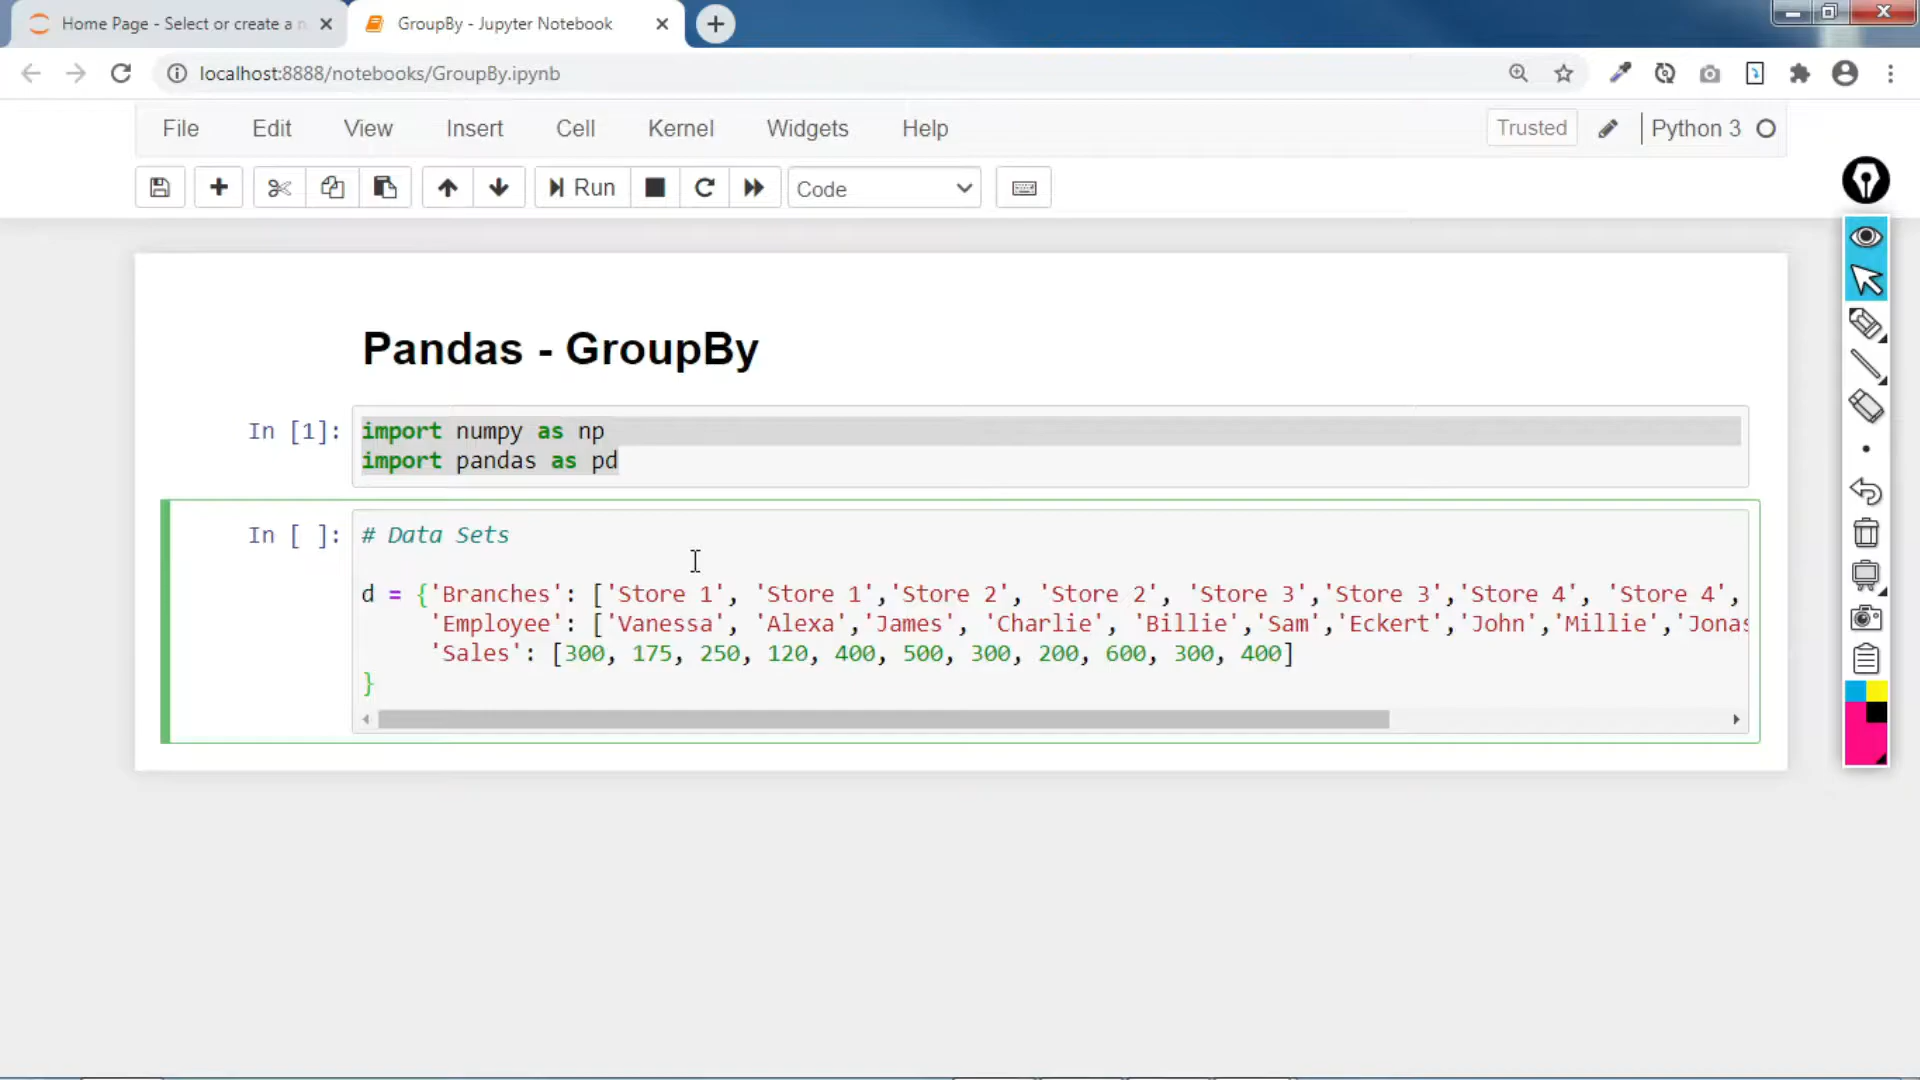 Home Page - Select or create a n
GroupBy - Jupyter Notebook
localhost:8888/notebooks/GroupBy.ipynb
File Edit View Insert Cell Kernel Widgets Help
Trusted Python 3
Run Code
Pandas - GroupBy
In [1]: import numpy as np
import pandas as pd
In [ ]: # Data Sets
d = {'Branches': ['Store 1', 'Store 1','Store 2', 'Store 2', 'Store 3','Store 3','Store 4', 'Store 4',
'Employee': ['Vanessa', 'Alexa','James', 'Charlie', 'Billie','Sam','Eckert','John','Millie','Jonas
'Sales': [300, 175, 250, 120, 400, 500, 300, 200, 600, 300, 400]
}